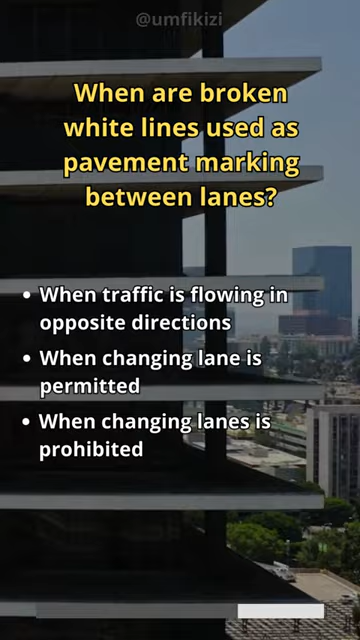 @umfikizi
When are broken
white lines used as
pavement marking
between lanes?
• When traffic is flowing in
opposite directions
• When changing lane is
permitted
• When changing lanes is
prohibited